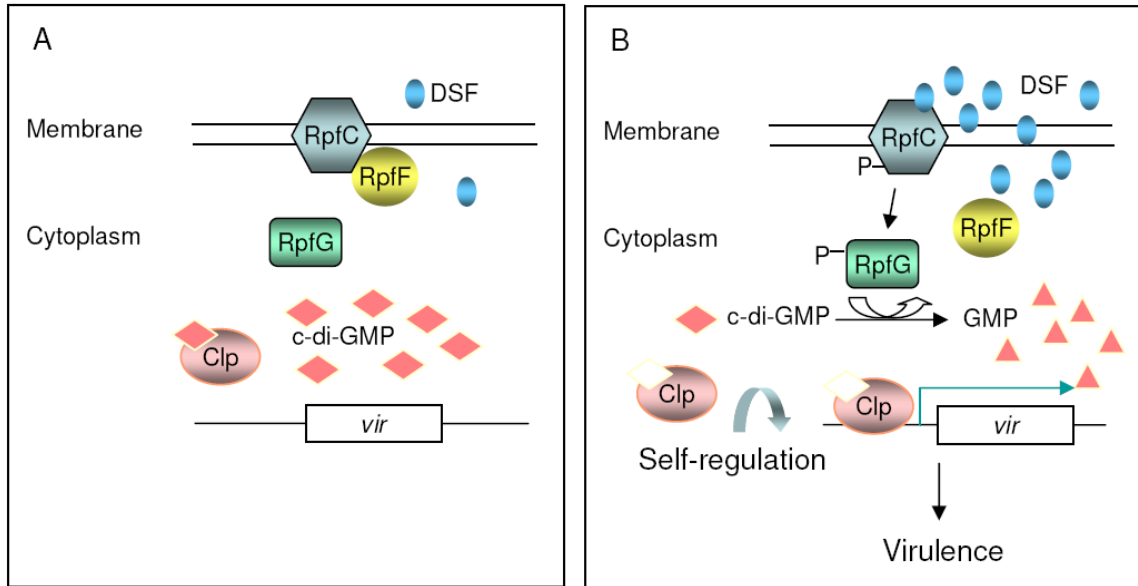 A
DSF
Membrane
RpfC
RpfF
Cytoplasm
RpfG
c-di-GMP
Clp
vir
B
DSF
Membrane
RpfC
P
RpfF
Cytoplasm
P
RpfG
c-di-GMP
GMP
Clp
Clp
vir
Self-regulation
Virulence